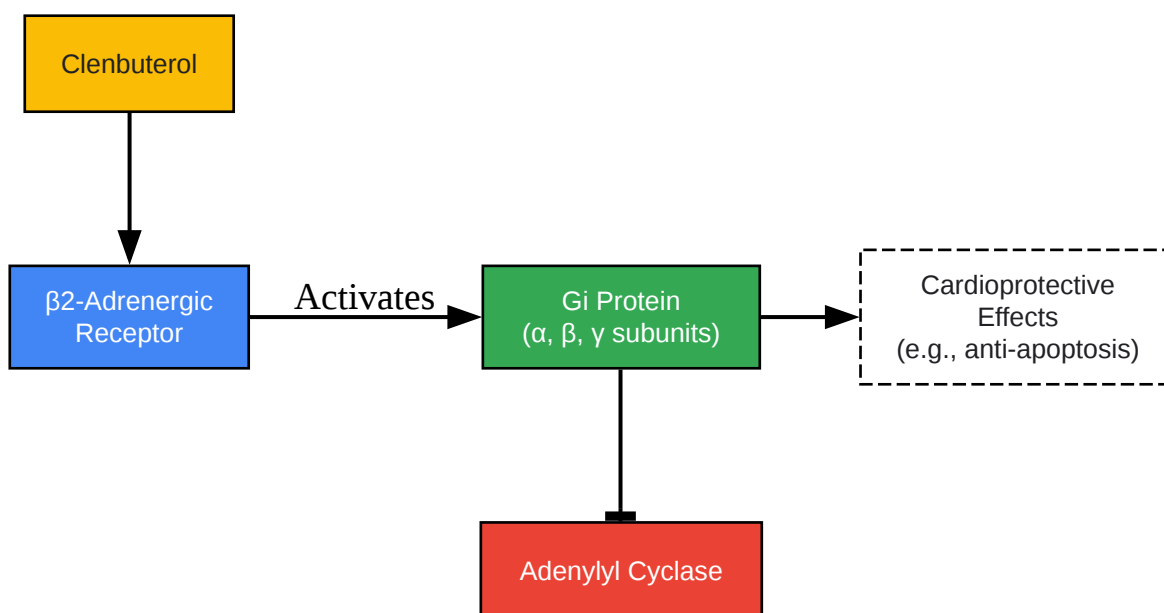 Clenbuterol
β2-Adrenergic
Receptor
Activates
Gi Protein
(α, β, γ subunits)
Cardioprotective
Effects
(e.g., anti-apoptosis)
Adenylyl Cyclase